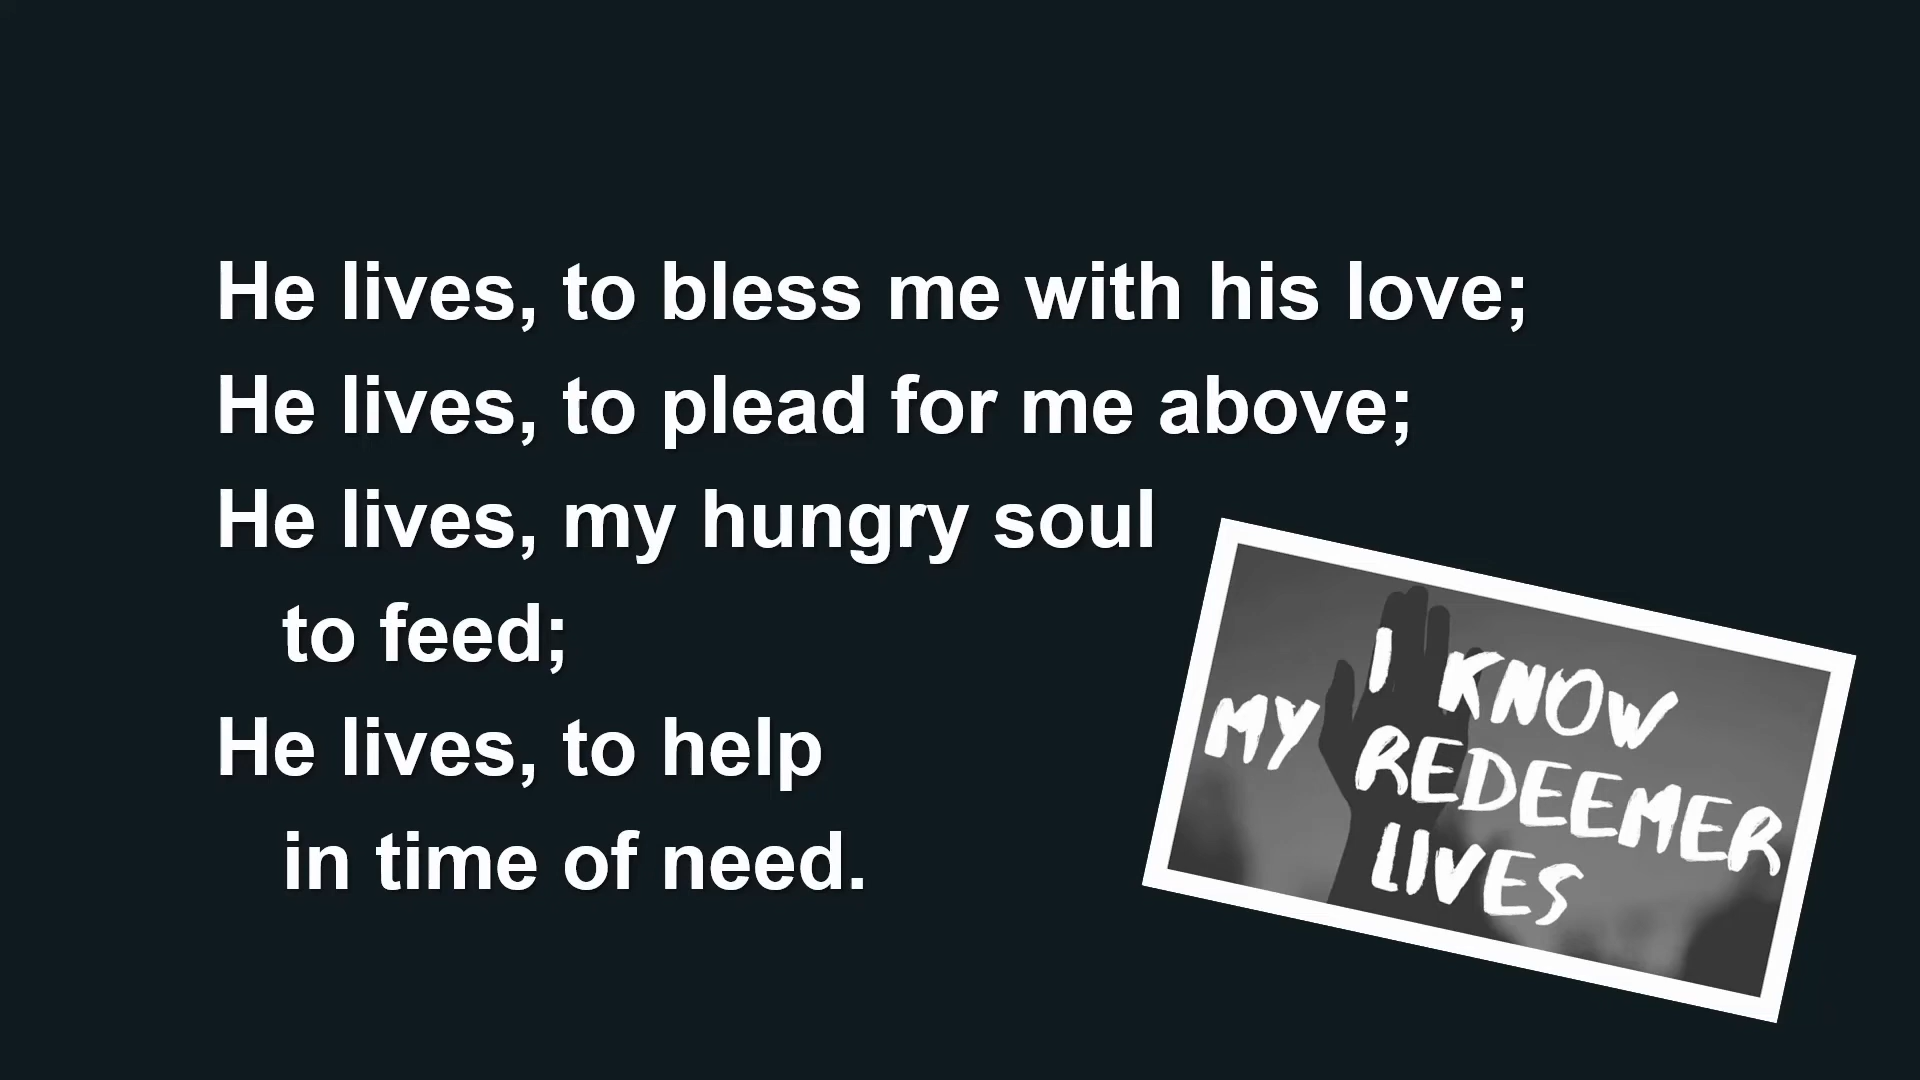 He lives, to bless me with his love;
He lives, to plead for me above;
He lives, my hungry soul
to feed;
He lives, to help
in time of need.
I KNOW
MY REDEEMER
LIVES